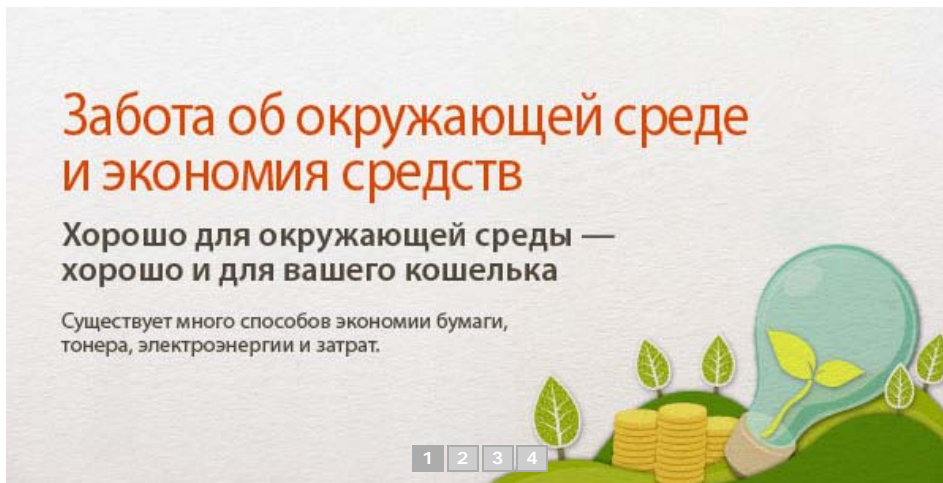 Забота об окружающей среде
и экономия средств
Хорошо для окружающей среды —
хорошо и для вашего кошелька
Существует много способов экономии бумаги,
тонера, электроэнергии и затрат.
1 2 3 4